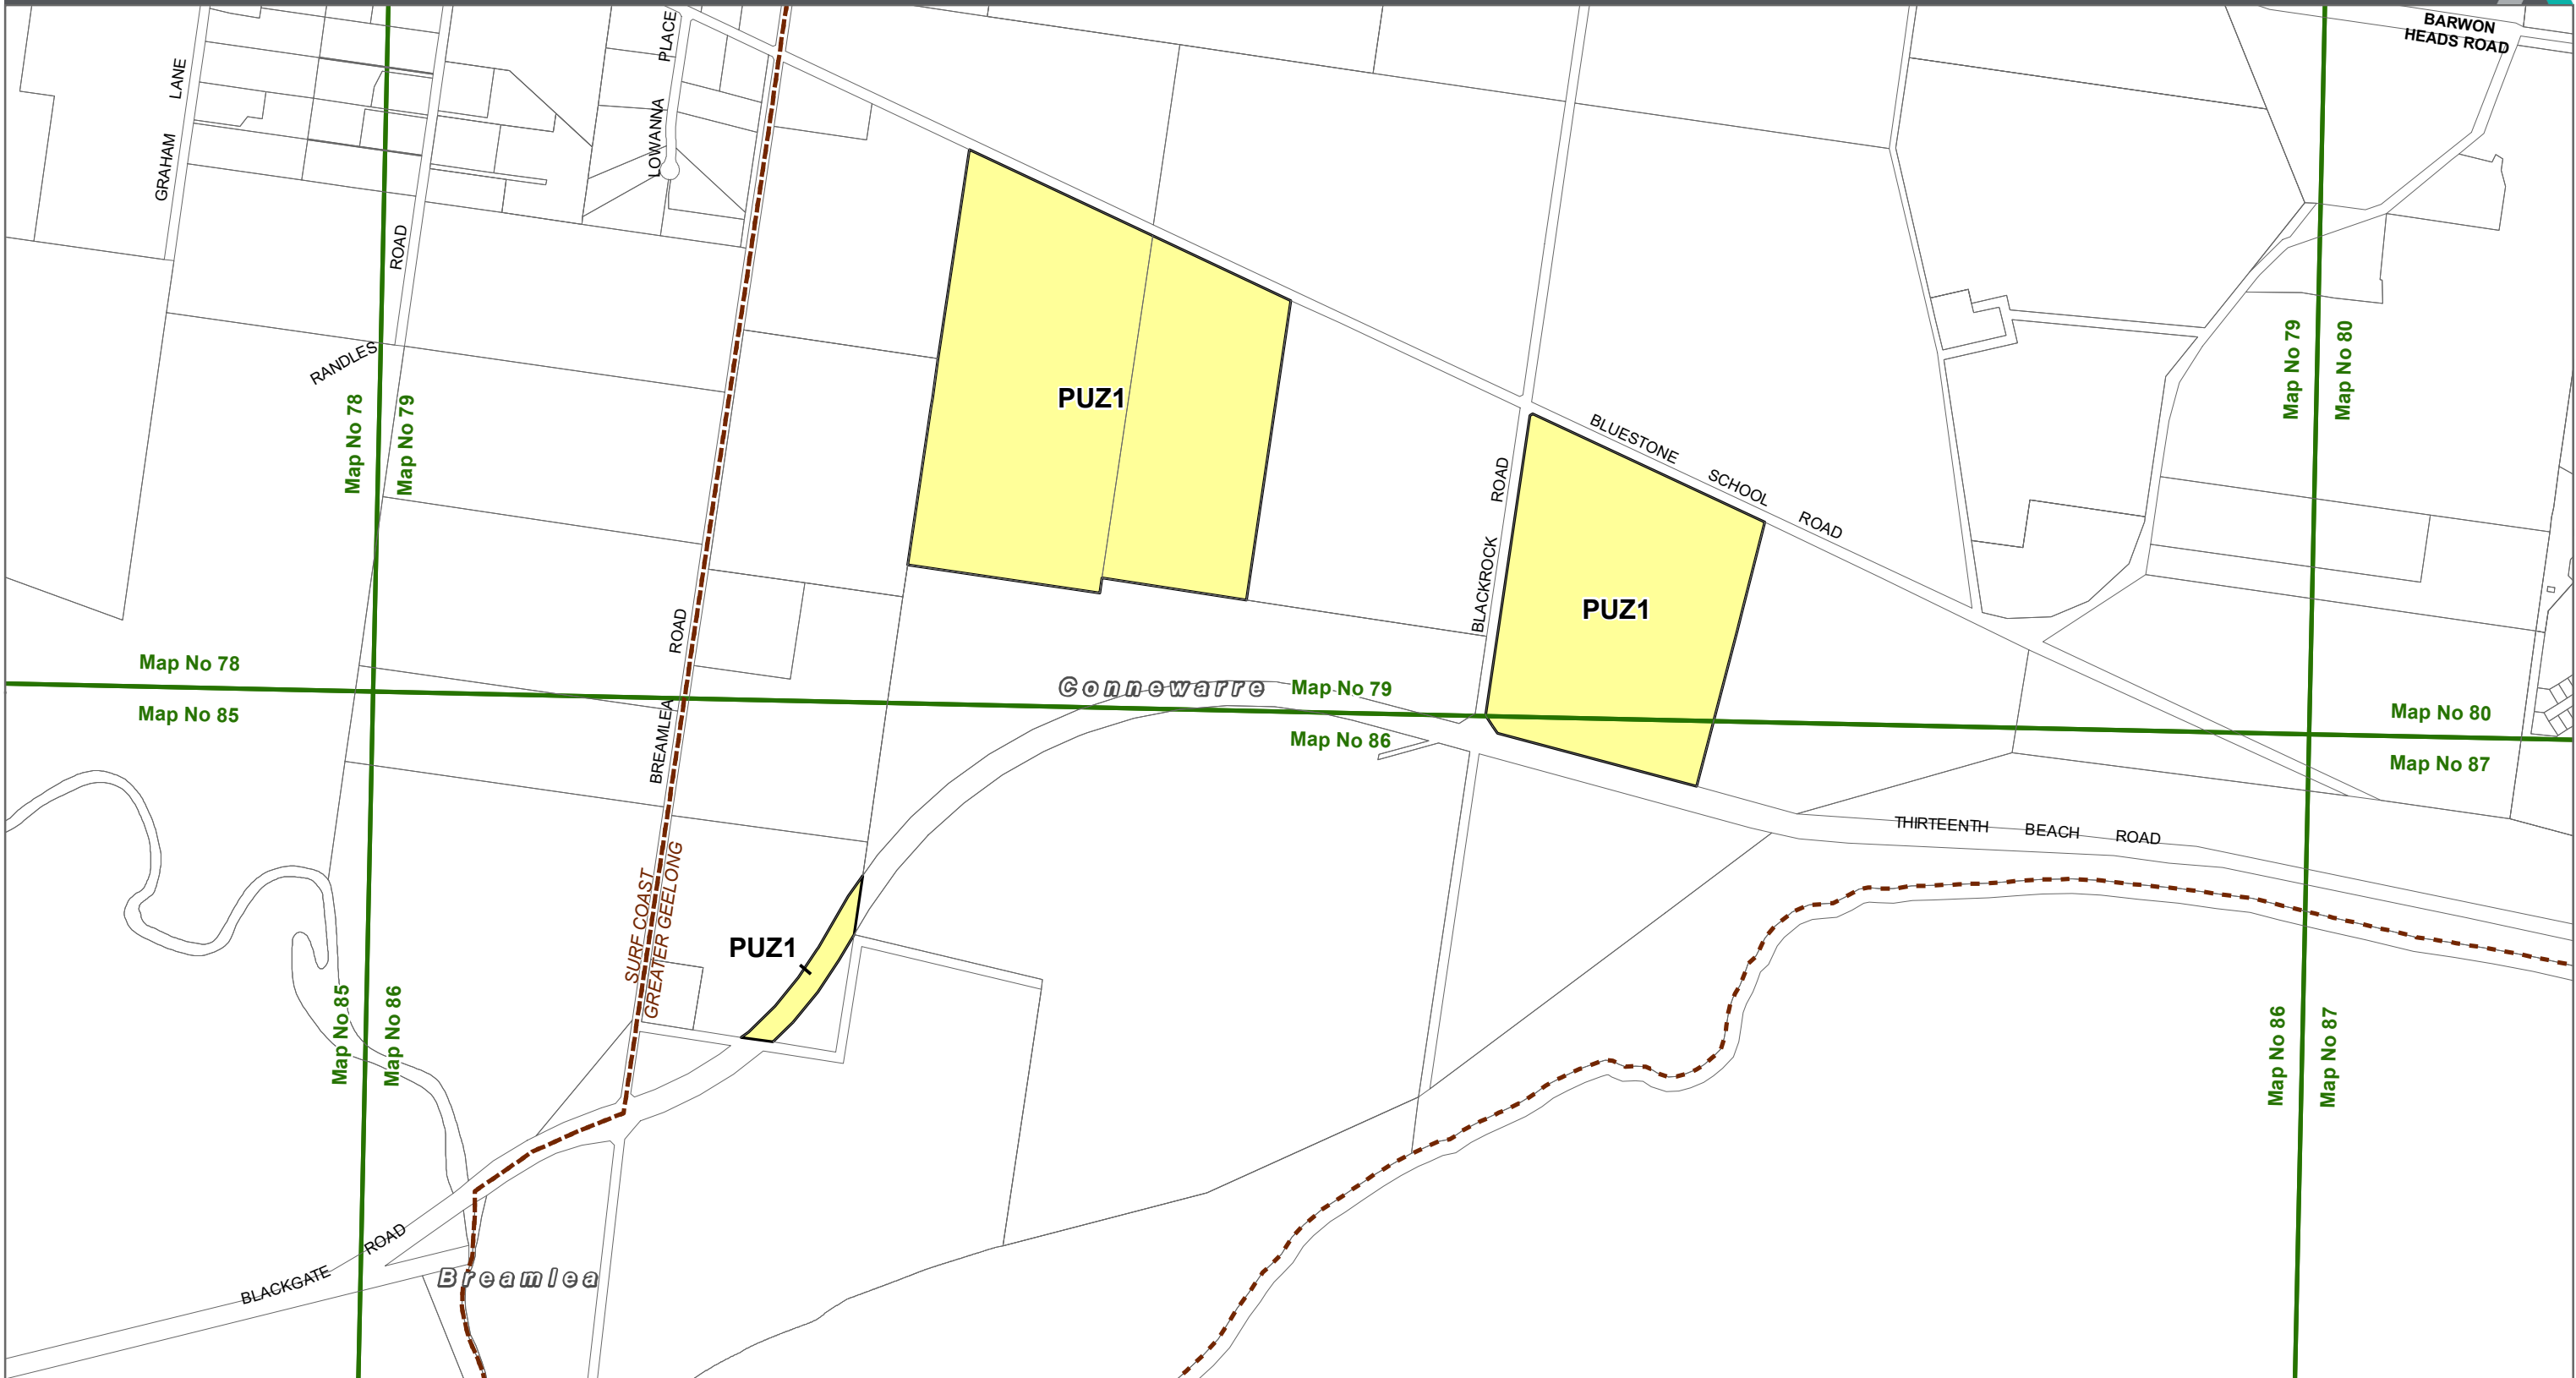 BARWON
HEADS ROAD
GRAHAM LANE
LOWANNA PLACE
RANDLES ROAD
Map No 78
Map No 79
Map No 79
Map No 80
PUZ1
BLUESTONE SCHOOL ROAD
BLACKROCK ROAD
PUZ1
BREAMLEA ROAD
Map No 78
Map No 85
Connewarre
Map No 79
Map No 86
Map No 80
Map No 87
THIRTEENTH BEACH ROAD
SURF COAST
GREATER GEELONG
PUZ1
Map No 85
Map No 86
Map No 86
Map No 87
BLACKGATE ROAD
Breamlea